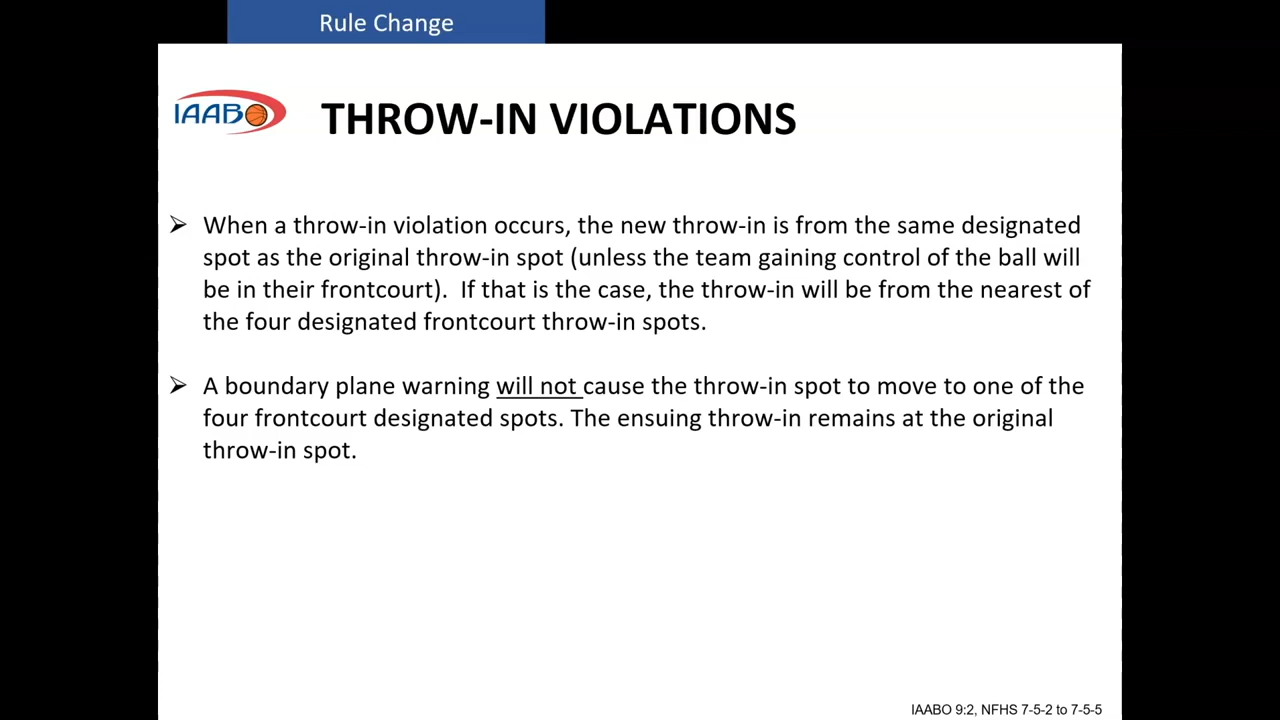 Rule Change
IAABO
THROW-IN VIOLATIONS
➢ When a throw-in violation occurs, the new throw-in is from the same designated
spot as the original throw-in spot (unless the team gaining control of the ball will
be in their frontcourt).  If that is the case, the throw-in will be from the nearest of
the four designated frontcourt throw-in spots.
➢ A boundary plane warning will not cause the throw-in spot to move to one of the
four frontcourt designated spots. The ensuing throw-in remains at the original
throw-in spot.
IAABO 9:2, NFHS 7-5-2 to 7-5-5